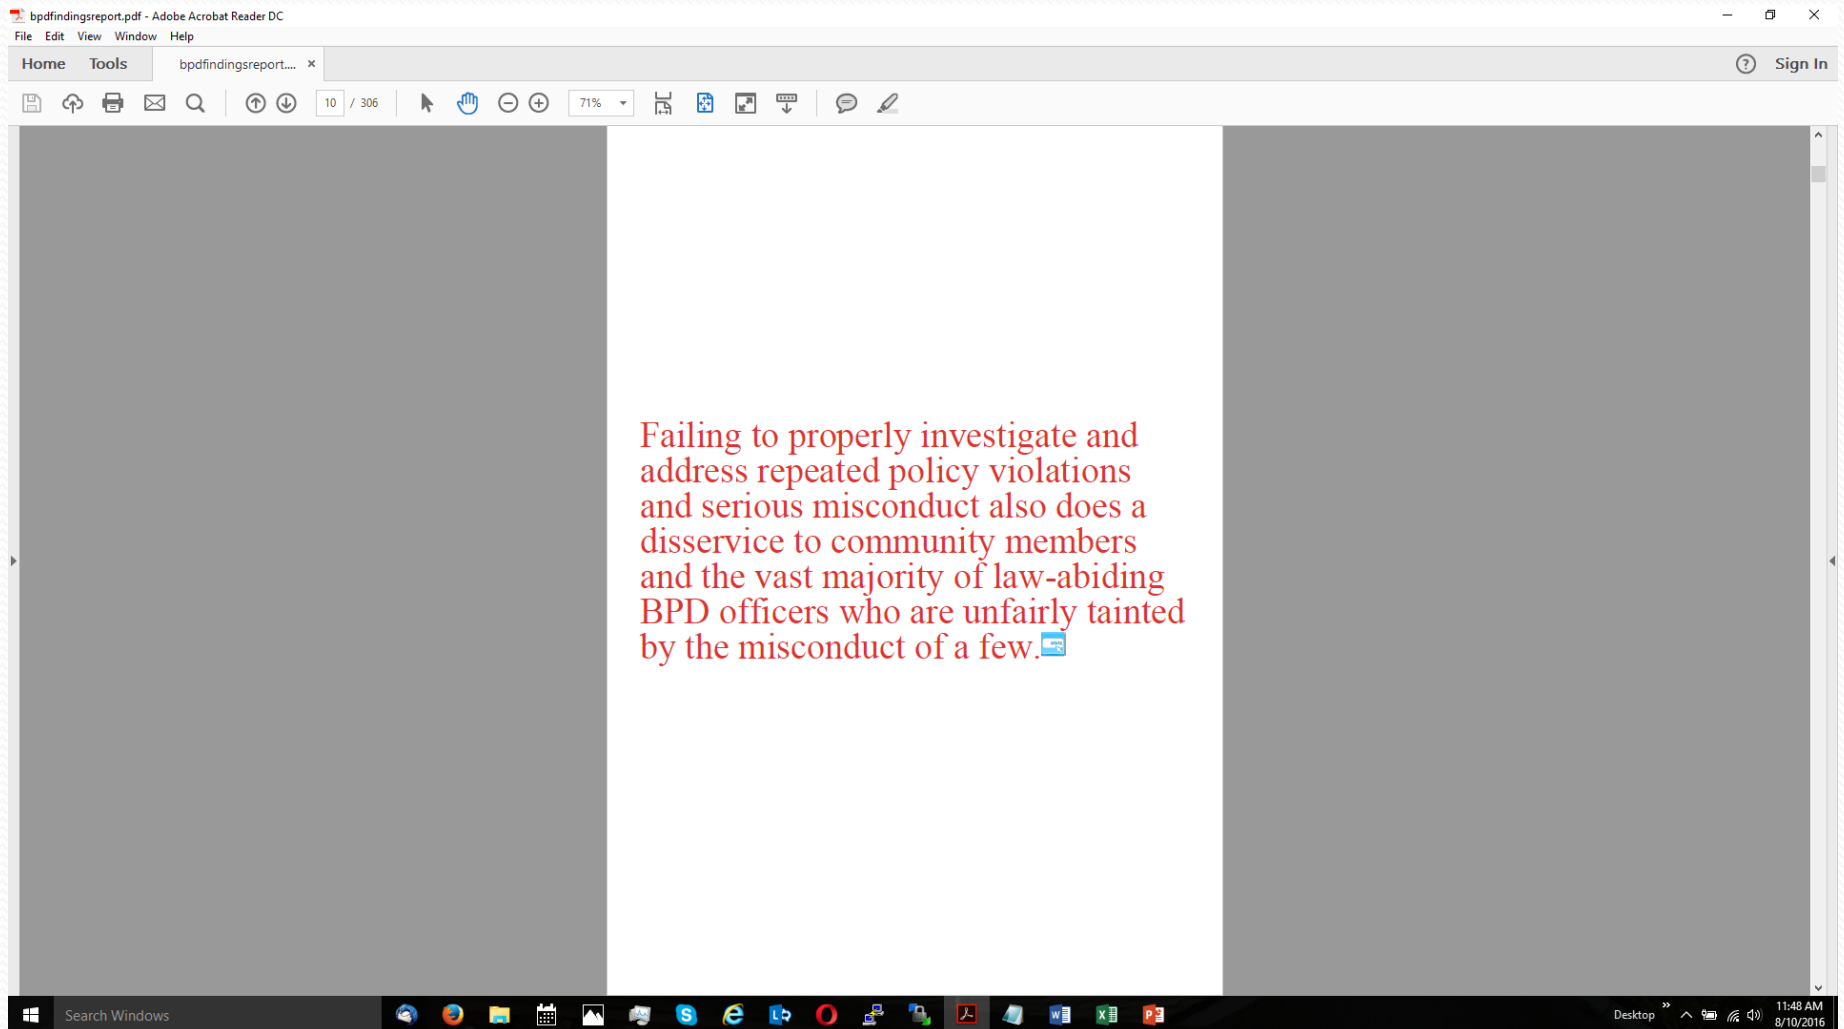 bpdfindingsreport.pdf - Adobe Acrobat Reader DC
File Edit View Window Help
Home Tools bpdfindingsreport.... × ? Sign In
10 / 306 71%
Failing to properly investigate and
address repeated policy violations
and serious misconduct also does a
disservice to community members
and the vast majority of law-abiding
BPD officers who are unfairly tainted
by the misconduct of a few.
Search Windows Desktop » 11:48 AM
8/10/2016